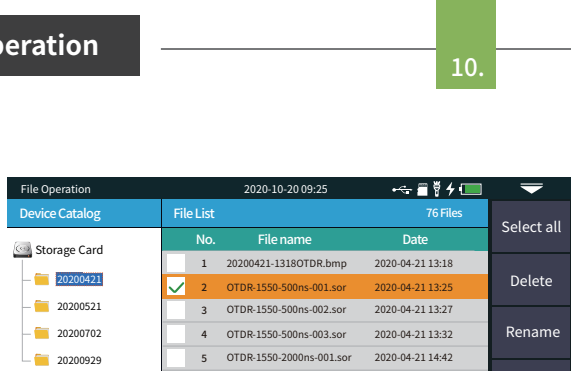 peration
10.
File Operation 2020-10-20 09:25
Device Catalog File List 76 Files Select all
No. File name Date
Storage Card
1 20200421-1318OTDR.bmp 2020-04-21 13:18
20200421 2 OTDR-1550-500ns-001.sor 2020-04-21 13:25 Delete
20200521 3 OTDR-1550-500ns-002.sor 2020-04-21 13:27
20200702 4 OTDR-1550-500ns-003.sor 2020-04-21 13:32 Rename
20200929 5 OTDR-1550-2000ns-001.sor 2020-04-21 14:42